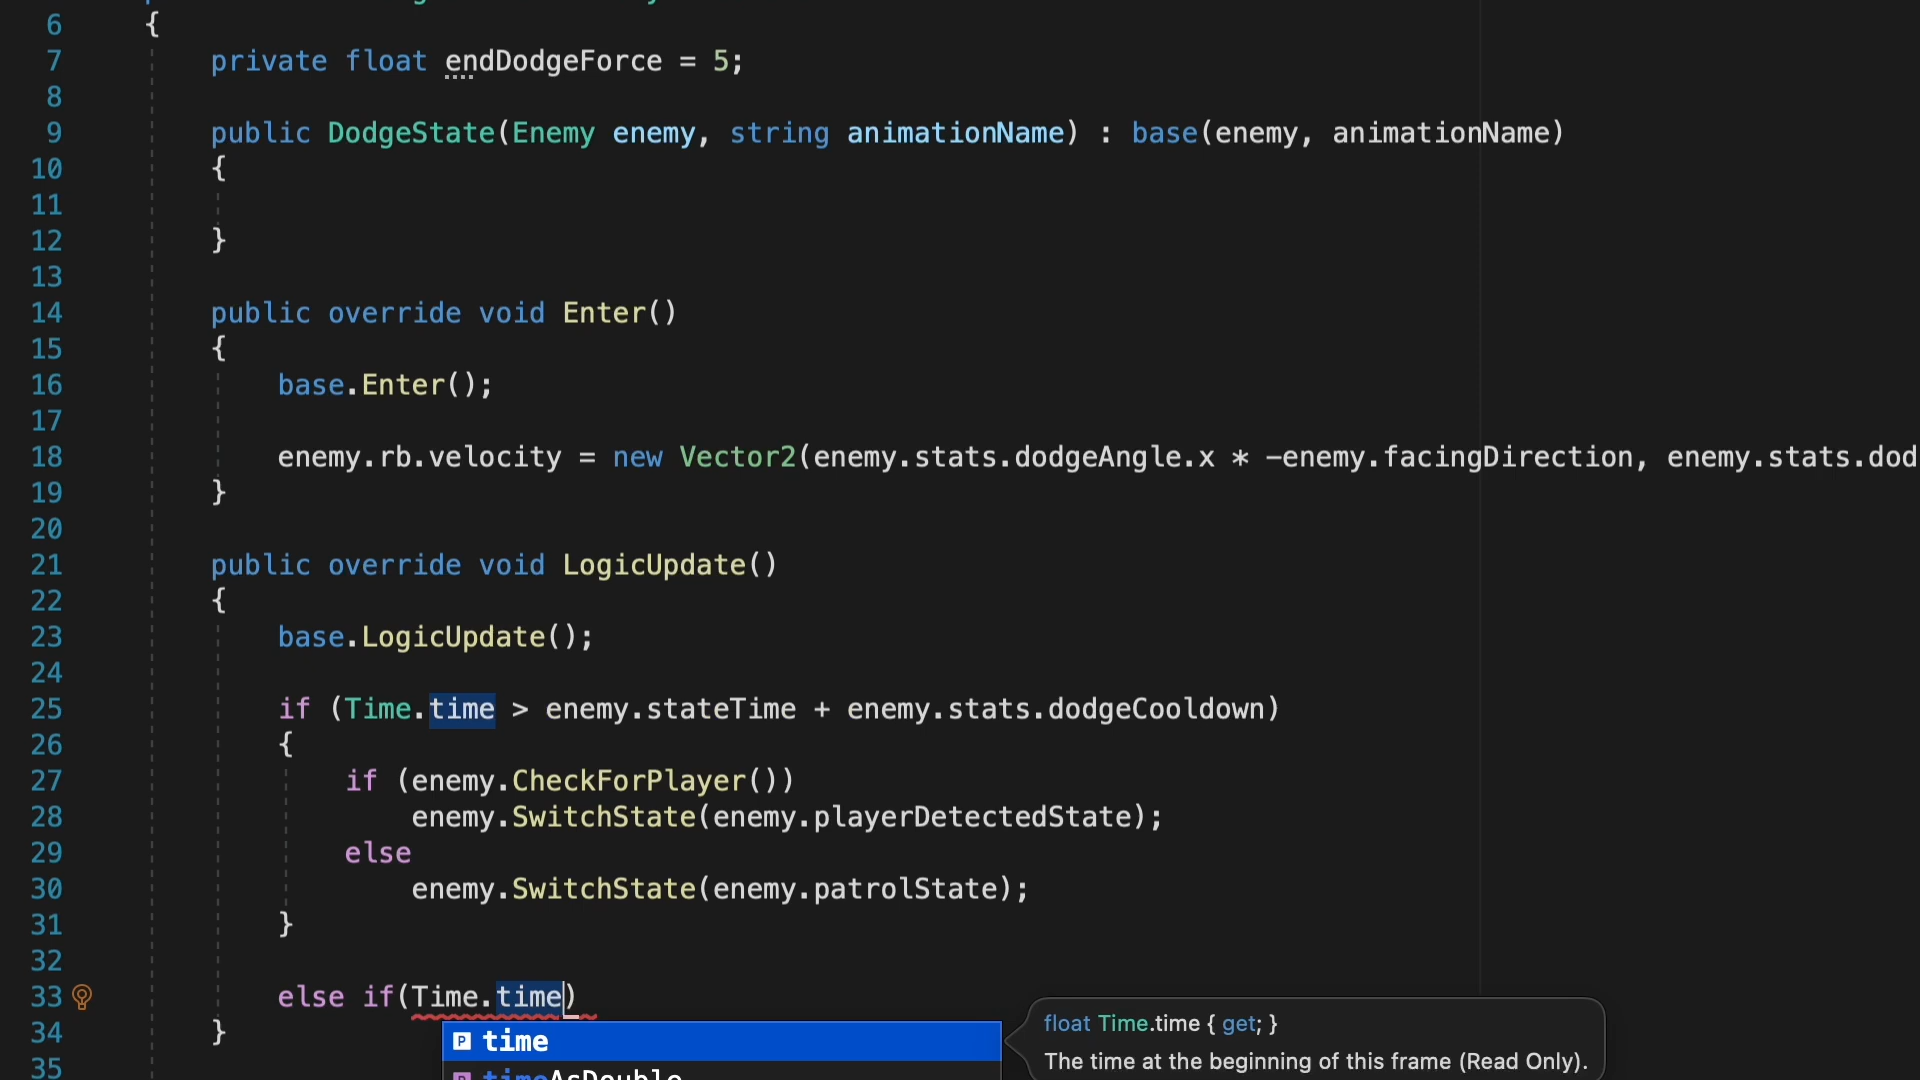 6 {
7 private float endDodgeForce = 5;
8
9 public DodgeState(Enemy enemy, string animationName) : base(enemy, animationName)
10 {
11
12 }
13
14 public override void Enter()
15 {
16 base.Enter();
17
18 enemy.rb.velocity = new Vector2(enemy.stats.dodgeAngle.x * -enemy.facingDirection, enemy.stats.dod
19 }
20
21 public override void LogicUpdate()
22 {
23 base.LogicUpdate();
24
25 if (Time.time > enemy.stateTime + enemy.stats.dodgeCooldown)
26 {
27 if (enemy.CheckForPlayer())
28 enemy.SwitchState(enemy.playerDetectedState);
29 else
30 enemy.SwitchState(enemy.patrolState);
31 }
32
33 else if(Time.time)
34 }
35
P time
timeAsDouble
float Time.time { get; }
The time at the beginning of this frame (Read Only).